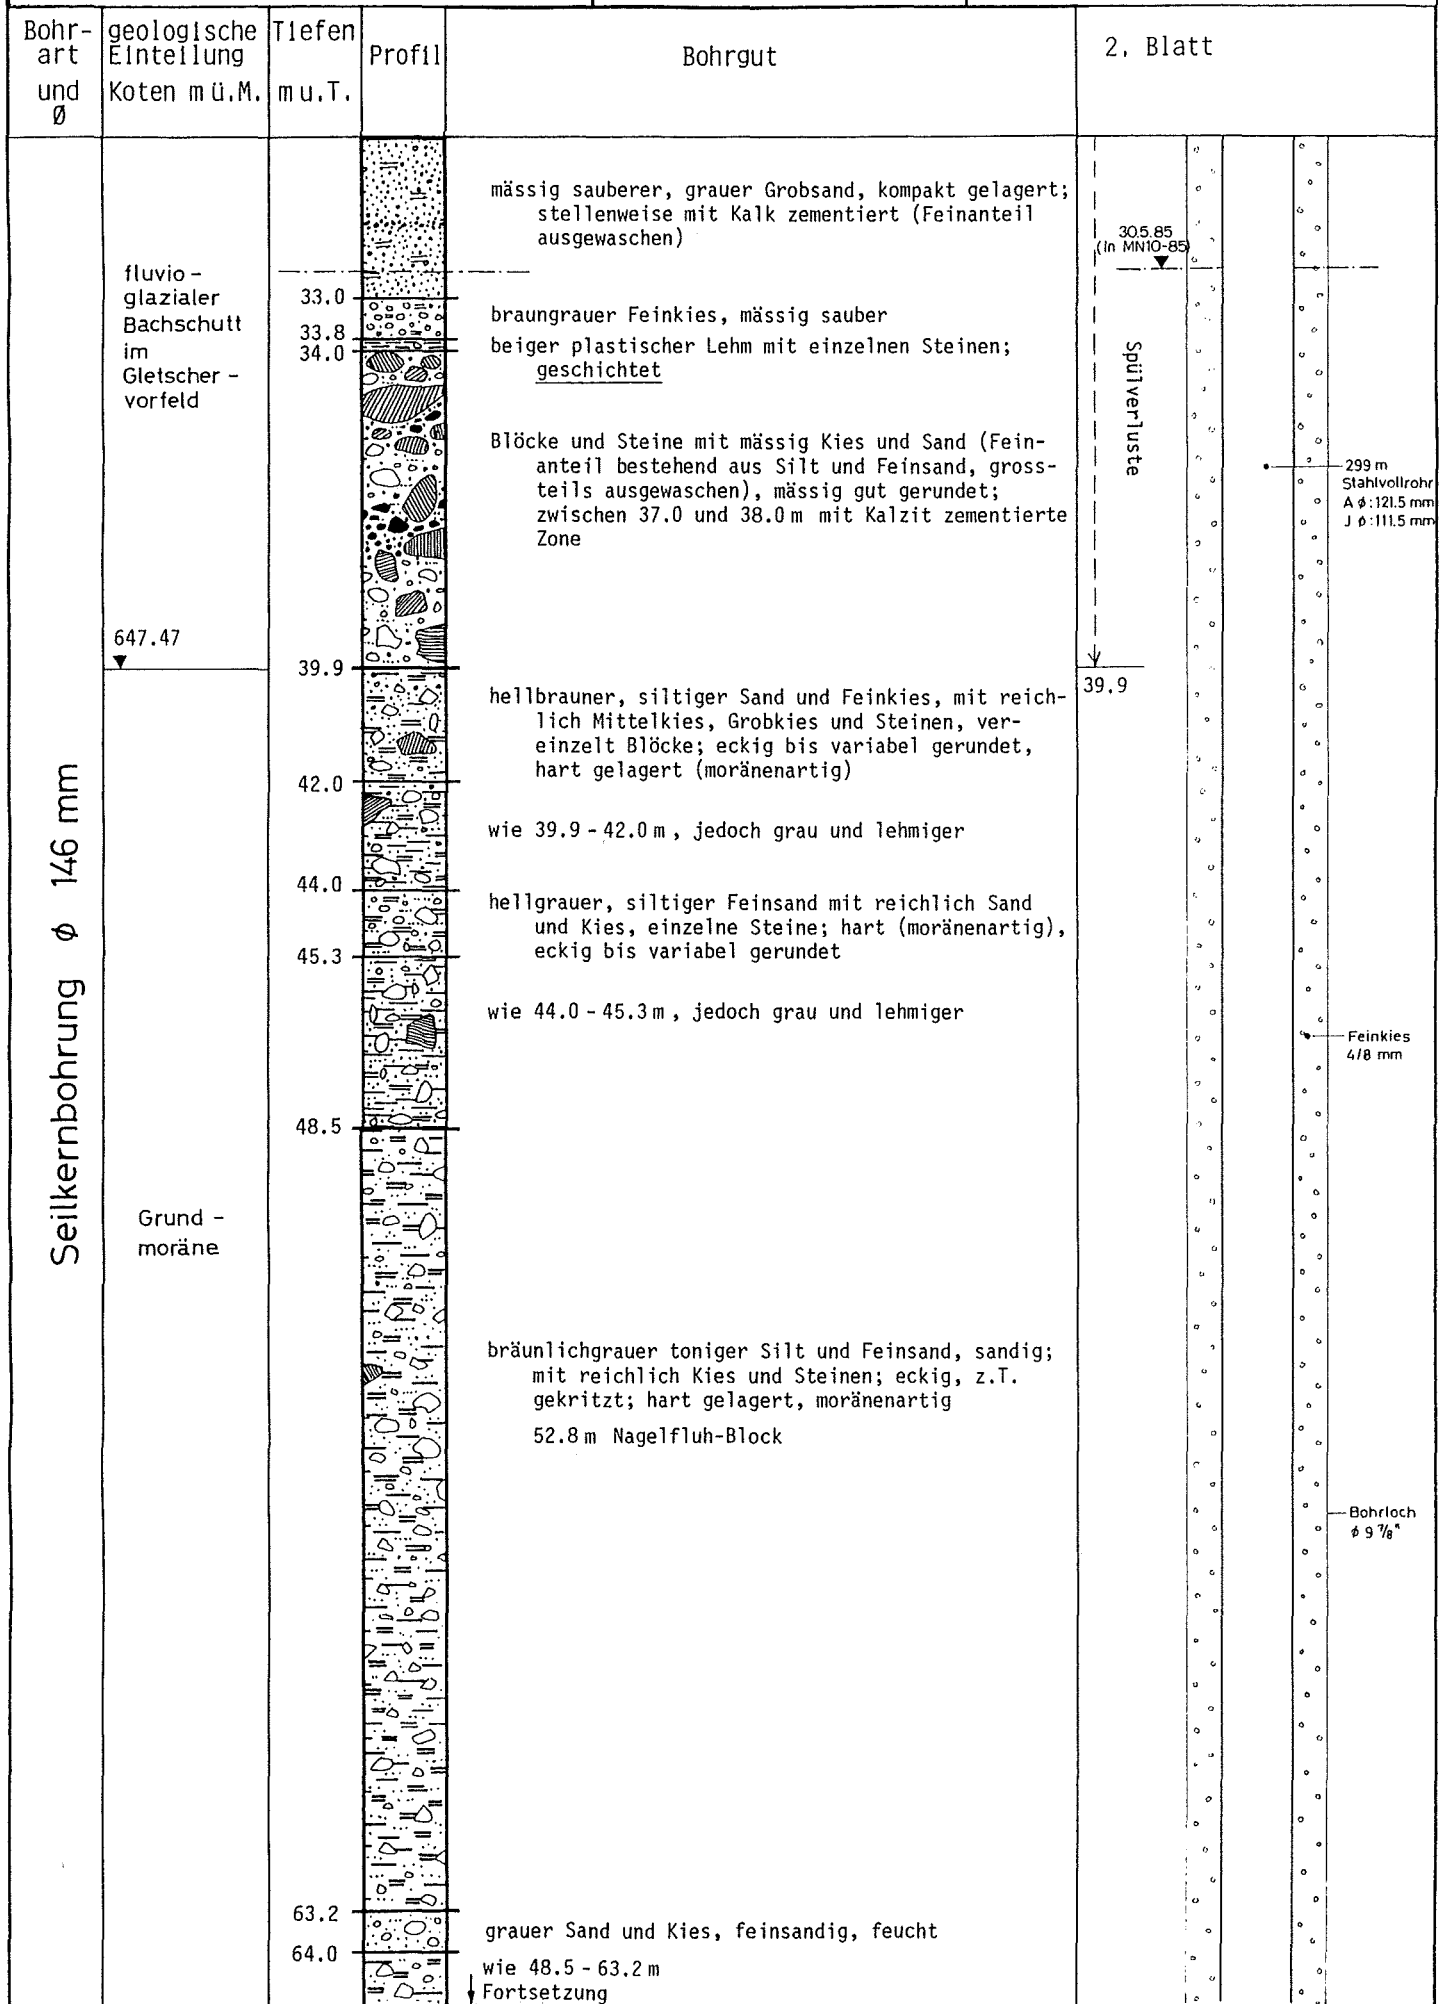 Bohr-
art
und
Ø
geologische
Einteilung
Koten m ü.M.
Tiefen
m u.T.
Profil
Bohrgut
2. Blatt
Seilkernbohrung ø 146 mm
fluvio -
glazialer
Bachschutt
im
Gletscher -
vorfeld
647.47
Grund -
moräne
33.0
33.8
34.0
39.9
42.0
44.0
45.3
48.5
63.2
64.0
mässig sauberer, grauer Grobsand, kompakt gelagert;
stellenweise mit Kalk zementiert (Feinanteil
ausgewaschen)
braungrauer Feinkies, mässig sauber
beiger plastischer Lehm mit einzelnen Steinen;
geschichtet
Blöcke und Steine mit mässig Kies und Sand (Fein-
anteil bestehend aus Silt und Feinsand, gross-
teils ausgewaschen), mässig gut gerundet;
zwischen 37.0 und 38.0 m mit Kalzit zementierte
Zone
hellbrauner, siltiger Sand und Feinkies, mit reich-
lich Mittelkies, Grobkies und Steinen, ver-
einzelt Blöcke; eckig bis variabel gerundet,
hart gelagert (moränenartig)
wie 39.9 - 42.0 m , jedoch grau und lehmiger
hellgrauer, siltiger Feinsand mit reichlich Sand
und Kies, einzelne Steine; hart (moränenartig),
eckig bis variabel gerundet
wie 44.0 - 45.3 m , jedoch grau und lehmiger
bräunlichgrauer toniger Silt und Feinsand, sandig;
mit reichlich Kies und Steinen; eckig, z.T.
gekritzt; hart gelagert, moränenartig
52.8 m Nagelfluh-Block
grauer Sand und Kies, feinsandig, feucht
wie 48.5 - 63.2 m
Fortsetzung
30.5.85
(In MN10-85)
Spülverluste
39.9
299 m
Stahlvollrohr
A ø : 121.5 mm
J ø : 111.5 mm
Feinkies
4/8 mm
Bohrloch
ø 9 7/8"